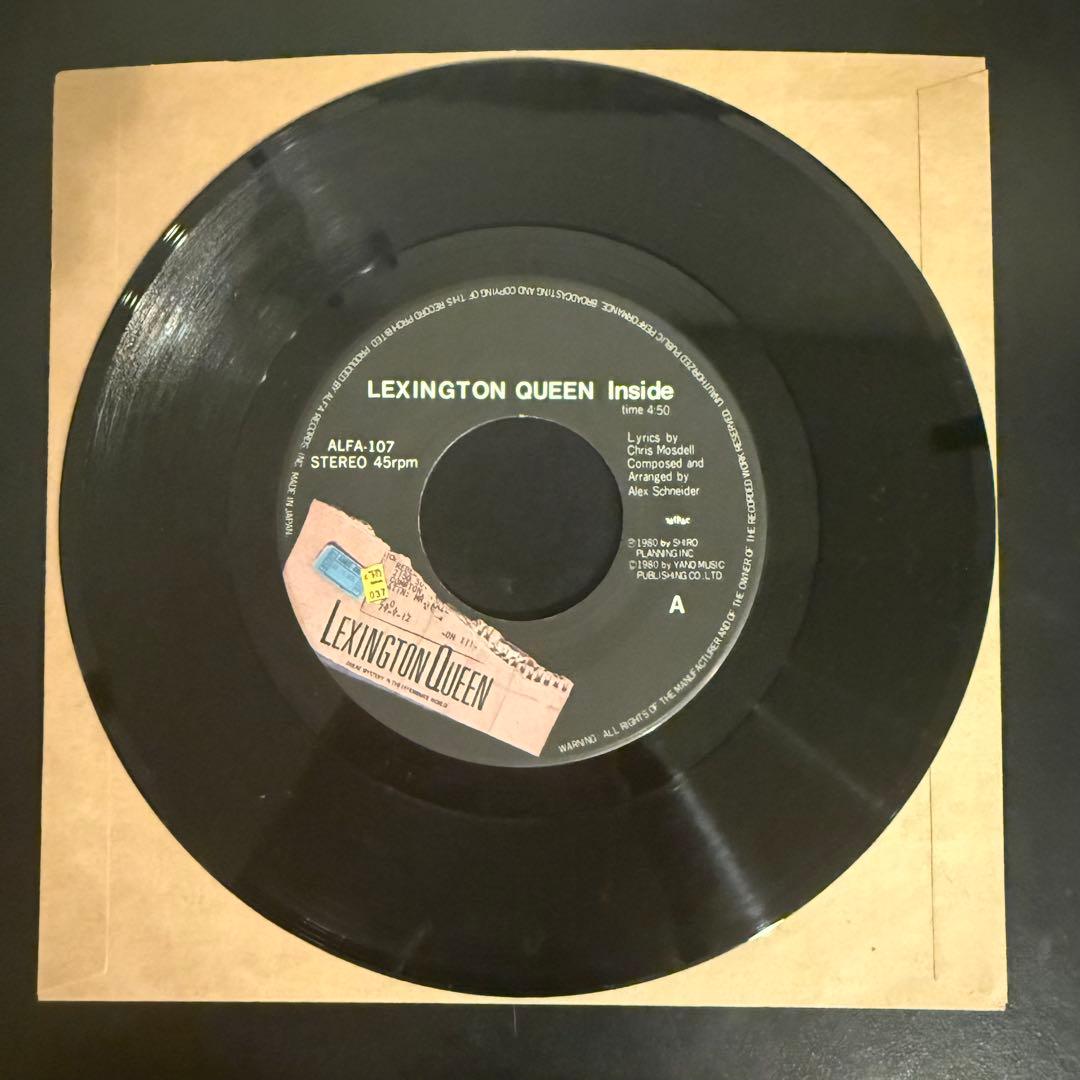 LEXINGTON QUEEN Inside
time 4:50
ALFA-107
STEREO 45rpm
Lyrics by
Chris Mosdell
Composed and
Arranged by
Alex Schneider
Ⓟ1980 by SHIRO
PLANNING INC
Ⓒ1980 by YANO MUSIC
PUBLISHING CO.,LTD
A
037
LEXINGTON QUEEN
WARNING: ALL RIGHTS OF THE MANUFACTURER AND OF THE OWNER OF THE RECORDED WORK RESERVED. UNAUTHORIZED PUBLIC PERFORMANCE BROADCASTING AND COPYING OF THIS RECORD PROHIBITED. PRODUCED BY ALFA RECORDS, INC. MADE IN JAPAN.